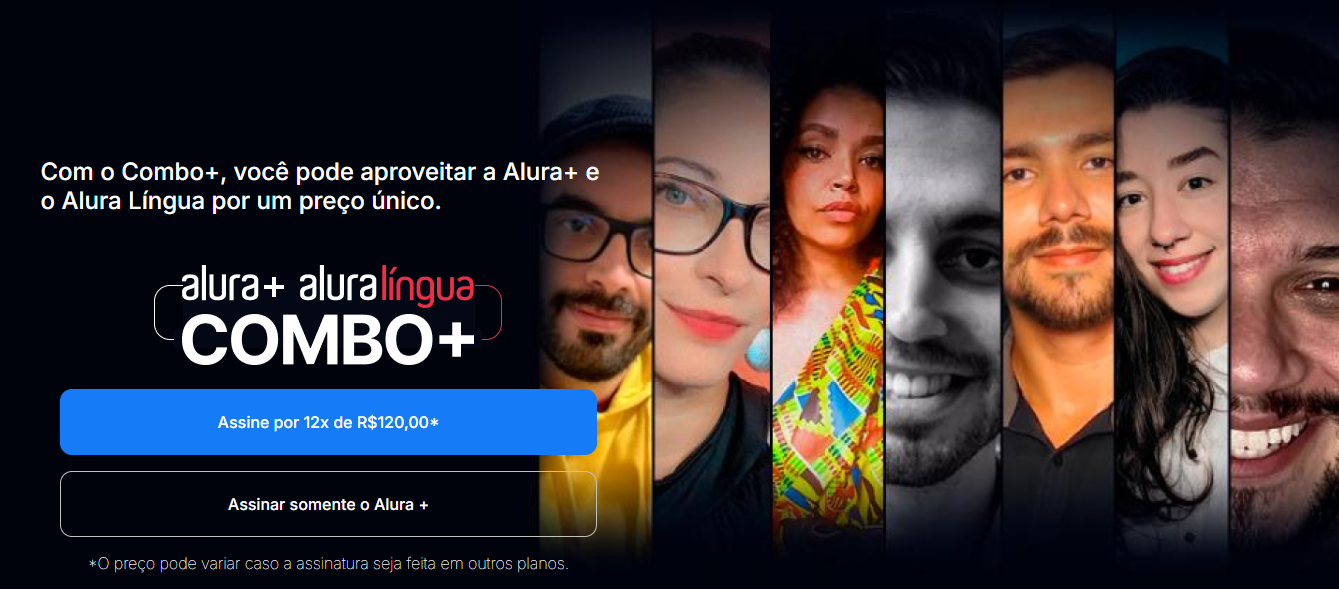 Com o Combo+, você pode aproveitar a Alura+ e
o Alura Língua por um preço único.
alura+ aluralíngua
COMBO+
Assine por 12x de R$120,00*
Assinar somente o Alura +
*O preço pode variar caso a assinatura seja feita em outros planos.